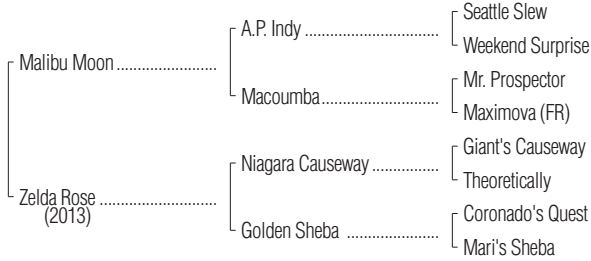 Seattle Slew
A.P. Indy
Weekend Surprise
Malibu Moon
Mr. Prospector
Macoumba
Maximova (FR)
Giant's Causeway
Niagara Causeway
Theoretically
Zelda Rose
(2013)
Coronado's Quest
Golden Sheba
Mari's Sheba